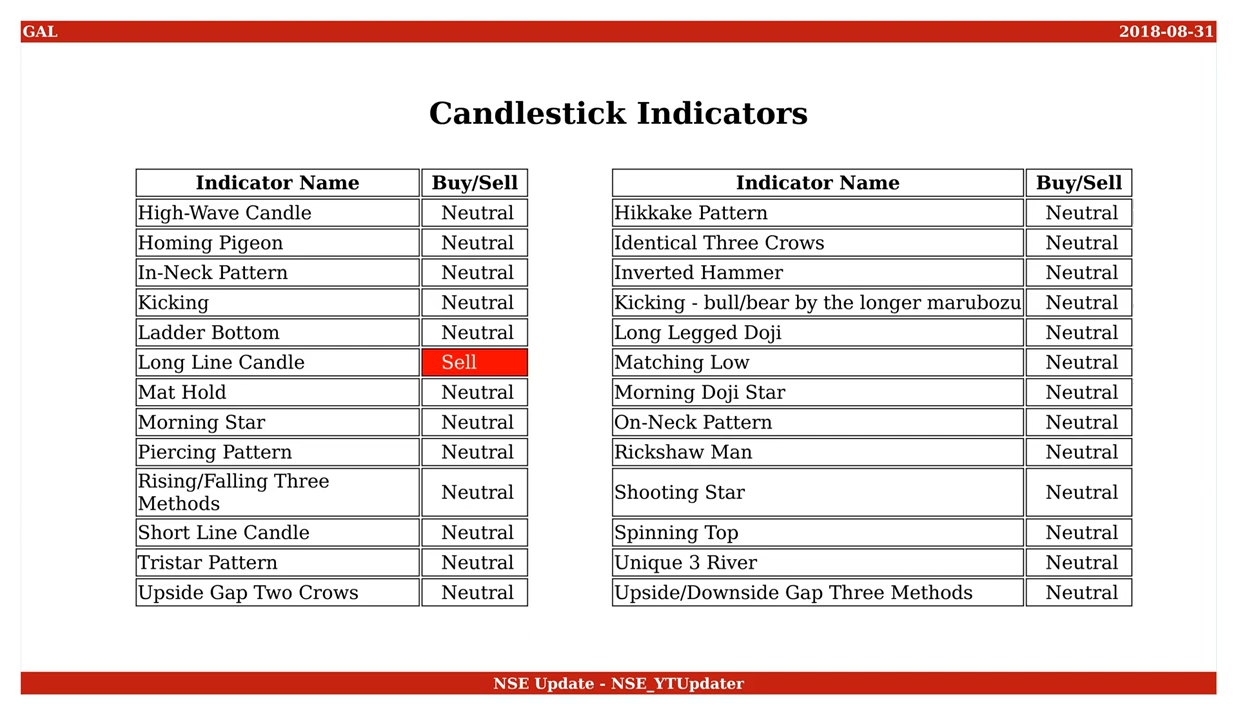 GAL 2018-08-31
Candlestick Indicators
Indicator Name Buy/Sell Indicator Name Buy/Sell
High-Wave Candle Neutral Hikkake Pattern Neutral
Homing Pigeon Neutral Identical Three Crows Neutral
In-Neck Pattern Neutral Inverted Hammer Neutral
Kicking Neutral Kicking - bull/bear by the longer marubozu Neutral
Ladder Bottom Neutral Long Legged Doji Neutral
Long Line Candle Sell Matching Low Neutral
Mat Hold Neutral Morning Doji Star Neutral
Morning Star Neutral On-Neck Pattern Neutral
Piercing Pattern Neutral Rickshaw Man Neutral
Rising/Falling Three
Methods Neutral Shooting Star Neutral
Short Line Candle Neutral Spinning Top Neutral
Tristar Pattern Neutral Unique 3 River Neutral
Upside Gap Two Crows Neutral Upside/Downside Gap Three Methods Neutral
NSE Update - NSE_YTUpdater